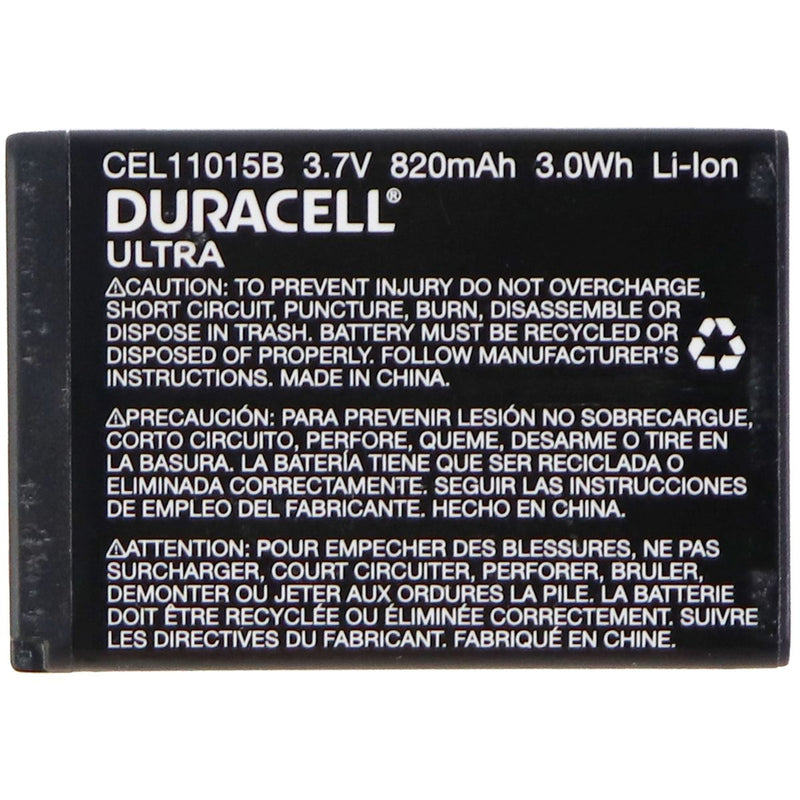 CEL11015B 3.7V 820mAh 3.0Wh Li-Ion
DURACELL®
ULTRA
⚠CAUTION: TO PREVENT INJURY DO NOT OVERCHARGE,
SHORT CIRCUIT, PUNCTURE, BURN, DISASSEMBLE OR
DISPOSE IN TRASH. BATTERY MUST BE RECYCLED OR
DISPOSED OF PROPERLY. FOLLOW MANUFACTURER'S
INSTRUCTIONS. MADE IN CHINA.
⚠PRECAUCIÓN: PARA PREVENIR LESIÓN NO SOBRECARGUE,
CORTO CIRCUITO, PERFORE, QUEME, DESARME O TIRE EN
LA BASURA. LA BATERÍA TIENE QUE SER RECICLADA O
ELIMINADA CORRECTAMENTE. SEGUIR LAS INSTRUCCIONES
DE EMPLEO DEL FABRICANTE. HECHO EN CHINA.
⚠ATTENTION: POUR EMPECHER DES BLESSURES, NE PAS
SURCHARGER, COURT CIRCUITER, PERFORER, BRULER,
DEMONTER OU JETER AUX ORDURES LA PILE. LA BATTERIE
DOIT ÊTRE RECYCLÉE OU ÉLIMINÉE CORRECTEMENT. SUIVRE
LES DIRECTIVES DU FABRICANT. FABRIQUÉ EN CHINE.